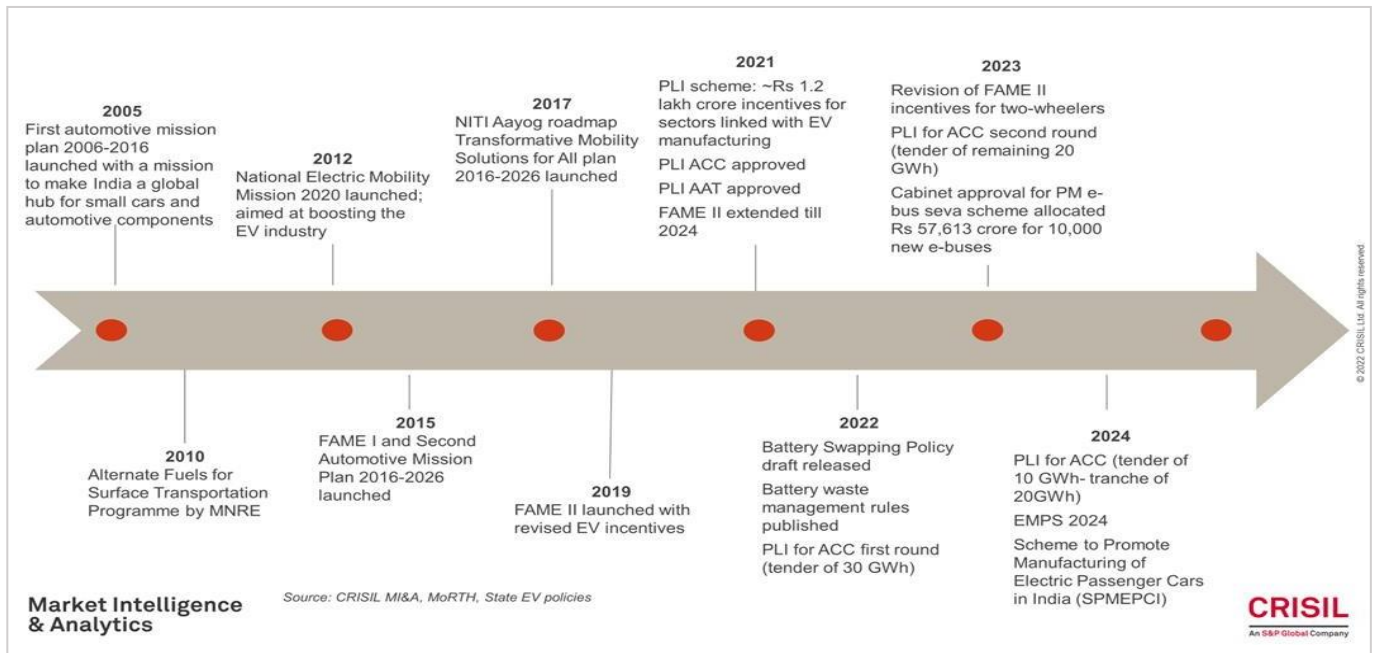 2005
First automotive mission
plan 2006-2016
launched with a mission
to make India a global
hub for small cars and
automotive components
2012
National Electric Mobility
Mission 2020 launched;
aimed at boosting the
EV industry
2017
NITI Aayog roadmap
Transformative Mobility
Solutions for All plan
2016-2026 launched
2021
PLI scheme: ~Rs 1.2
lakh crore incentives for
sectors linked with EV
manufacturing
PLI ACC approved
PLI AAT approved
FAME II extended till
2024
2023
Revision of FAME II
incentives for two-wheelers
PLI for ACC second round
(tender of remaining 20
GWh)
Cabinet approval for PM e-
bus seva scheme allocated
Rs 57,613 crore for 10,000
new e-buses
2010
Alternate Fuels for
Surface Transportation
Programme by MNRE
2015
FAME I and Second
Automotive Mission
Plan 2016-2026
launched
2019
FAME II launched with
revised EV incentives
2022
Battery Swapping Policy
draft released
Battery waste
management rules
published
PLI for ACC first round
(tender of 30 GWh)
2024
PLI for ACC (tender of
10 GWh- tranche of
20GWh)
EMPS 2024
Scheme to Promote
Manufacturing of
Electric Passenger Cars
in India (SPMEPCI)
© 2022 CRISIL Ltd. All rights reserved
Market Intelligence
& Analytics
Source: CRISIL MI&A, MoRTH, State EV policies
CRISIL
An S&P Global Company